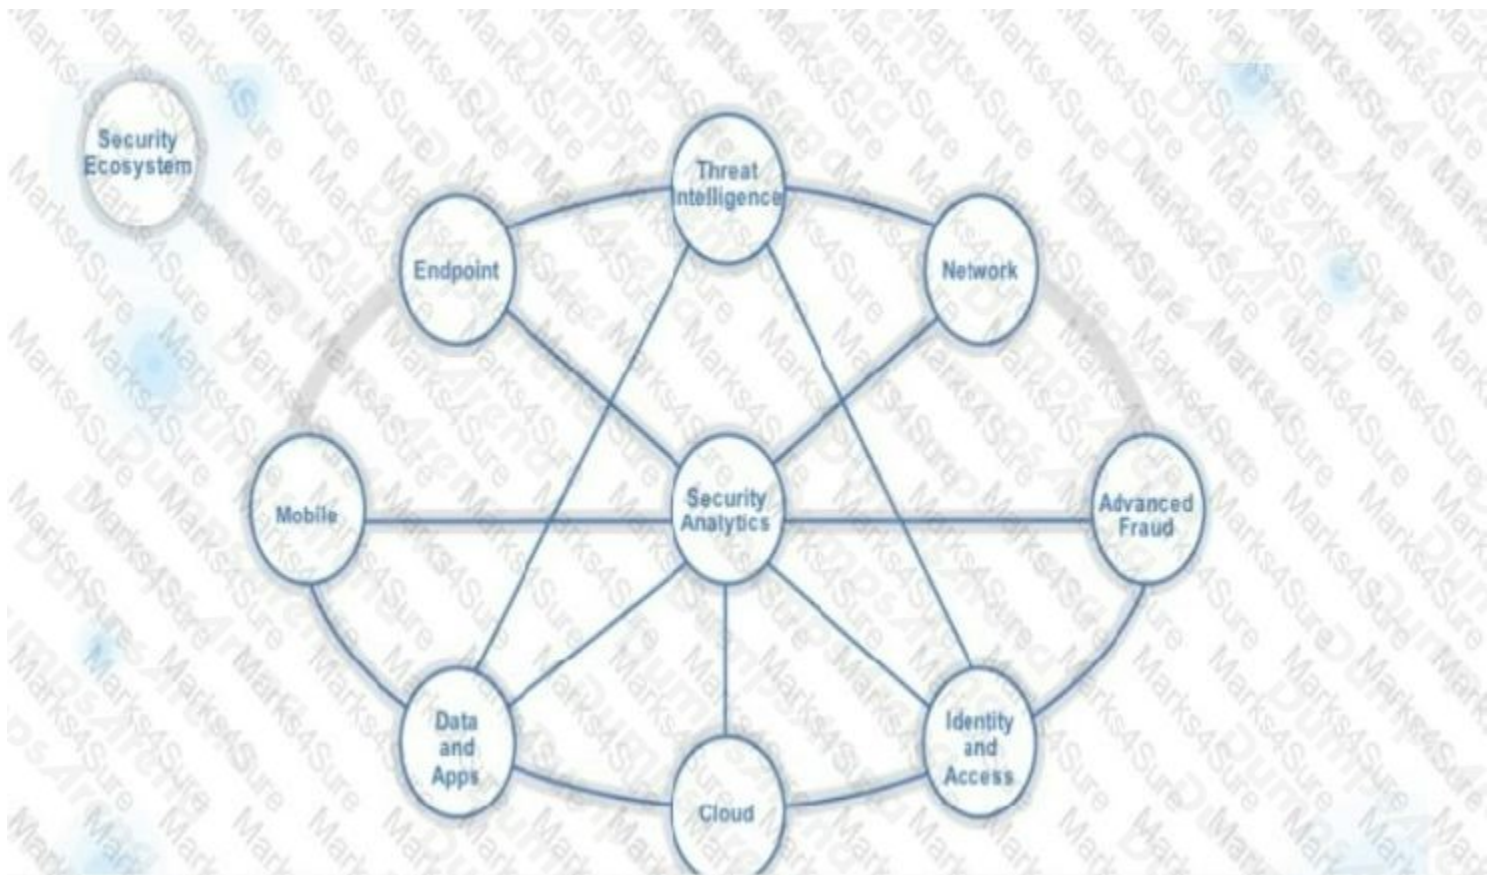 Security
Ecosystem
Threat
Intelligence
Endpoint
Network
Security
Analytics
Mobile
Advanced
Fraud
Data
and
Apps
Identity
and
Access
Cloud
Marks4Sure
DumpsArena